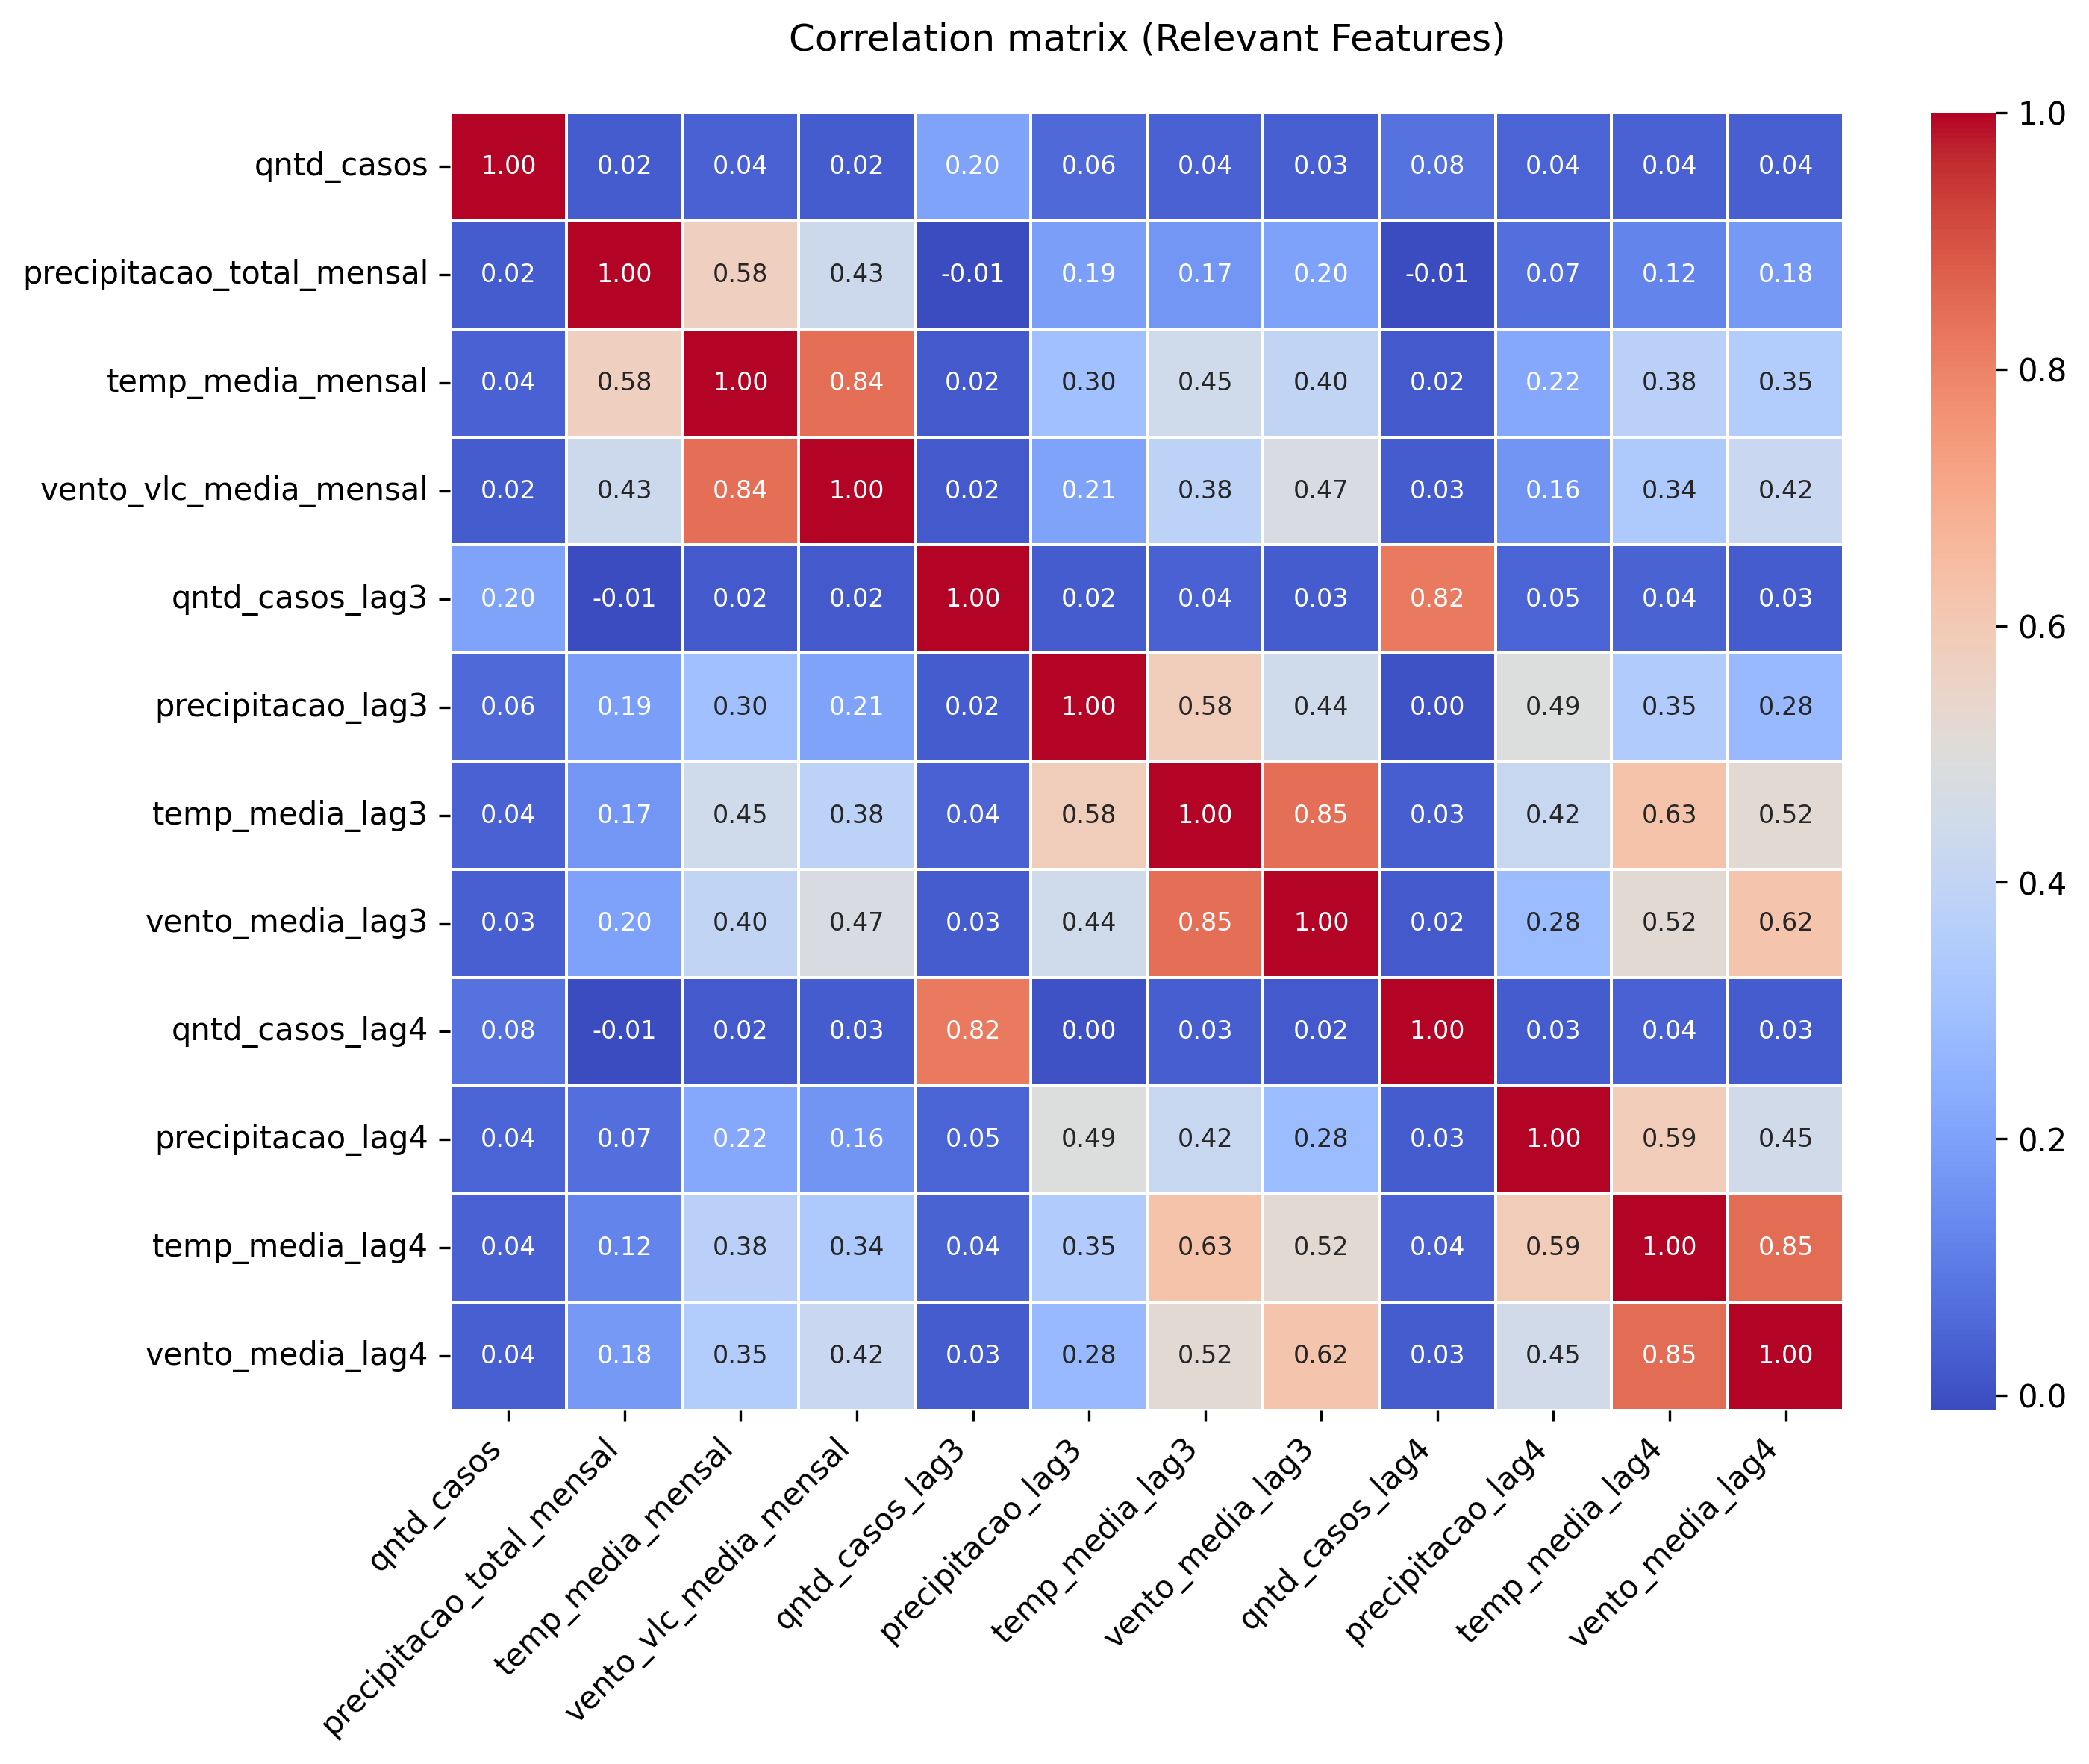 Correlation matrix (Relevant Features)
qntd_casos 1.00 0.02 0.04 0.02 0.20 0.06 0.04 0.03 0.08 0.04 0.04 0.04
precipitacao_total_mensal 0.02 1.00 0.58 0.43 -0.01 0.19 0.17 0.20 -0.01 0.07 0.12 0.18
temp_media_mensal 0.04 0.58 1.00 0.84 0.02 0.30 0.45 0.40 0.02 0.22 0.38 0.35
vento_vlc_media_mensal 0.02 0.43 0.84 1.00 0.02 0.21 0.38 0.47 0.03 0.16 0.34 0.42
qntd_casos_lag3 0.20 -0.01 0.02 0.02 1.00 0.02 0.04 0.03 0.82 0.05 0.04 0.03
precipitacao_lag3 0.06 0.19 0.30 0.21 0.02 1.00 0.58 0.44 0.00 0.49 0.35 0.28
temp_media_lag3 0.04 0.17 0.45 0.38 0.04 0.58 1.00 0.85 0.03 0.42 0.63 0.52
vento_media_lag3 0.03 0.20 0.40 0.47 0.03 0.44 0.85 1.00 0.02 0.28 0.52 0.62
qntd_casos_lag4 0.08 -0.01 0.02 0.03 0.82 0.00 0.03 0.02 1.00 0.03 0.04 0.03
precipitacao_lag4 0.04 0.07 0.22 0.16 0.05 0.49 0.42 0.28 0.03 1.00 0.59 0.45
temp_media_lag4 0.04 0.12 0.38 0.34 0.04 0.35 0.63 0.52 0.04 0.59 1.00 0.85
vento_media_lag4 0.04 0.18 0.35 0.42 0.03 0.28 0.52 0.62 0.03 0.45 0.85 1.00
qntd_casos
precipitacao_total_mensal
temp_media_mensal
vento_vlc_media_mensal
qntd_casos_lag3
precipitacao_lag3
temp_media_lag3
vento_media_lag3
qntd_casos_lag4
precipitacao_lag4
temp_media_lag4
vento_media_lag4
1.0
0.8
0.6
0.4
0.2
0.0